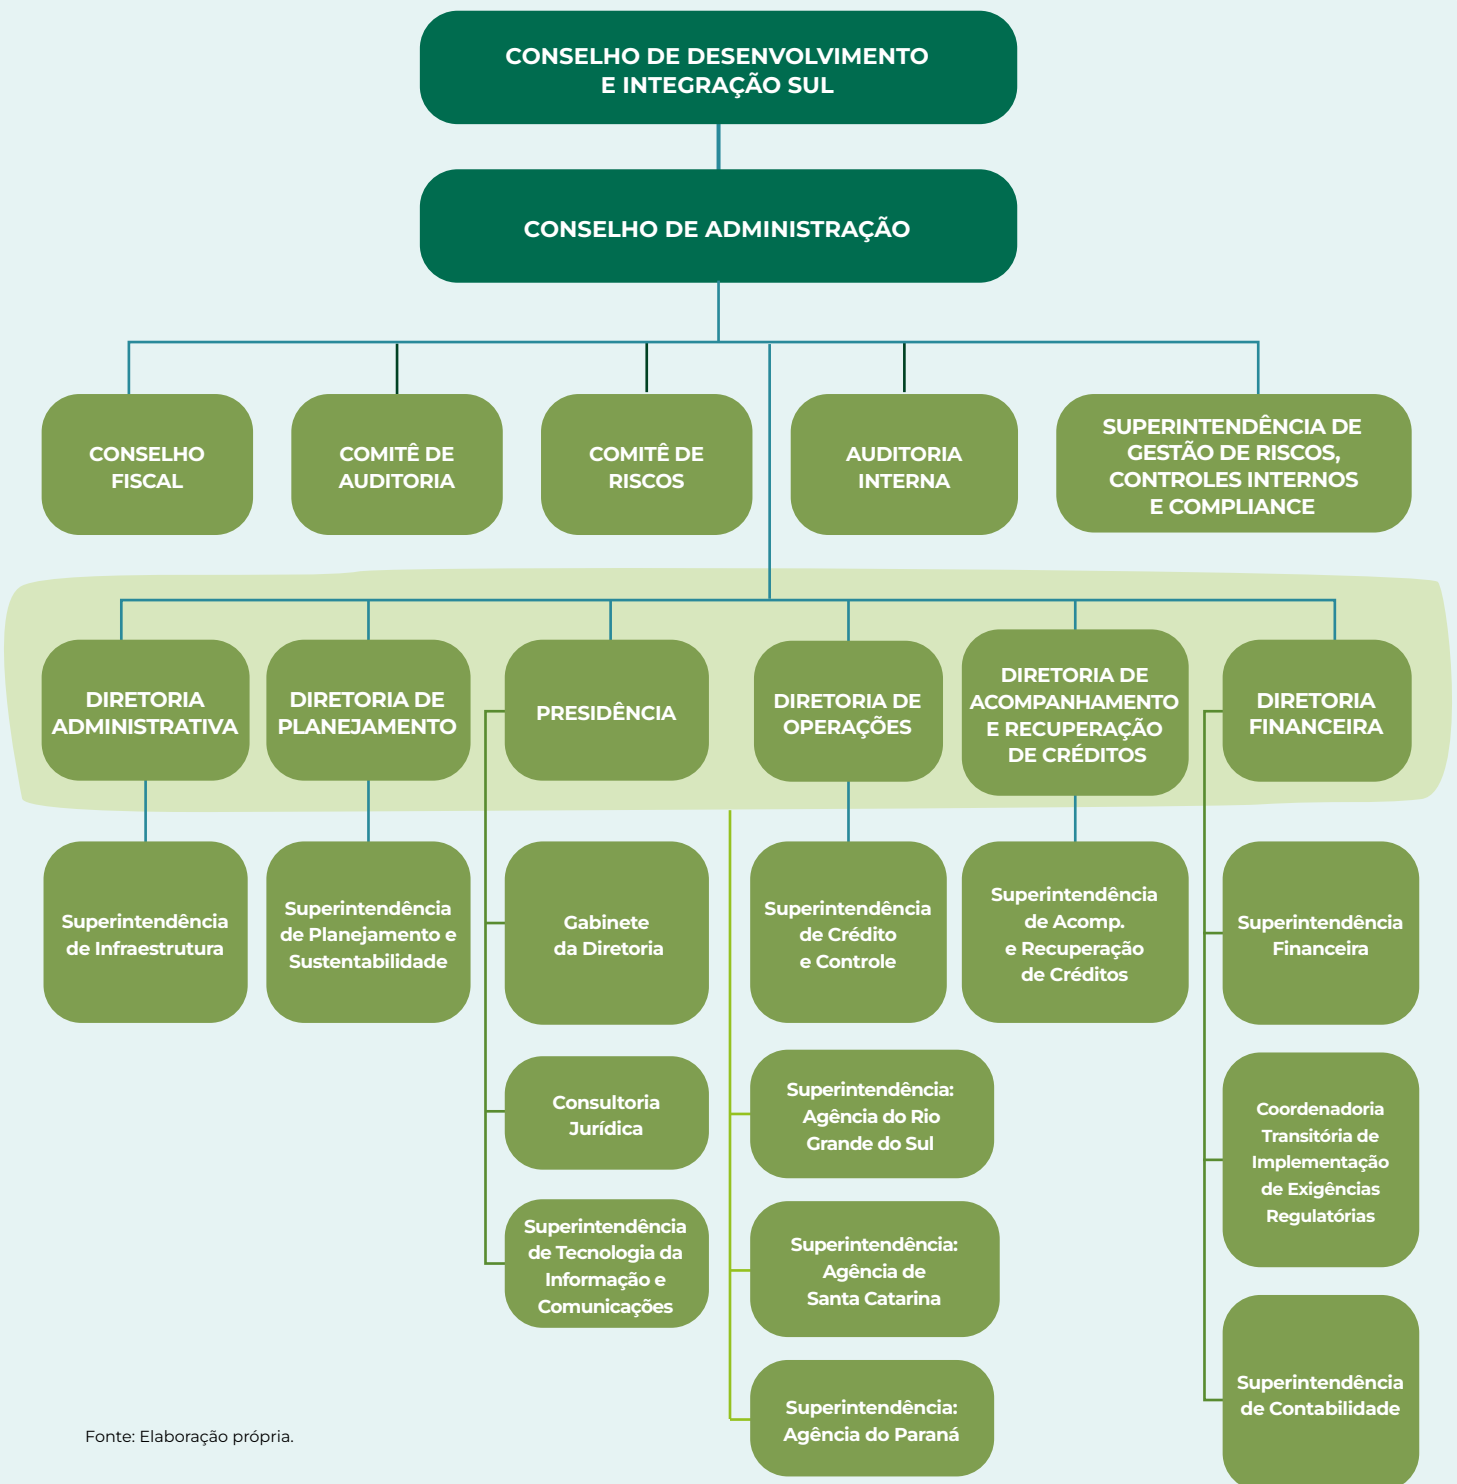 CONSELHO DE DESENVOLVIMENTO
E INTEGRAÇÃO SUL
CONSELHO DE ADMINISTRAÇÃO
CONSELHO
FISCAL
COMITÊ DE
AUDITORIA
COMITÊ DE
RISCOS
AUDITORIA
INTERNA
SUPERINTENDÊNCIA DE
GESTÃO DE RISCOS,
CONTROLES INTERNOS
E COMPLIANCE
DIRETORIA
ADMINISTRATIVA
DIRETORIA DE
PLANEJAMENTO
PRESIDÊNCIA
DIRETORIA DE
OPERAÇÕES
DIRETORIA DE
ACOMPANHAMENTO
E RECUPERAÇÃO
DE CRÉDITOS
DIRETORIA
FINANCEIRA
Superintendência
de Infraestrutura
Superintendência
de Planejamento e
Sustentabilidade
Gabinete
da Diretoria
Superintendência
de Crédito
e Controle
Superintendência
de Acomp.
e Recuperação
de Créditos
Superintendência
Financeira
Consultoria
Jurídica
Superintendência:
Agência do Rio
Grande do Sul
Coordenadoria
Transitória de
Implementação
de Exigências
Regulatórias
Superintendência
de Tecnologia da
Informação e
Comunicações
Superintendência:
Agência de
Santa Catarina
Superintendência:
Agência do Paraná
Superintendência
de Contabilidade
Fonte: Elaboração própria.